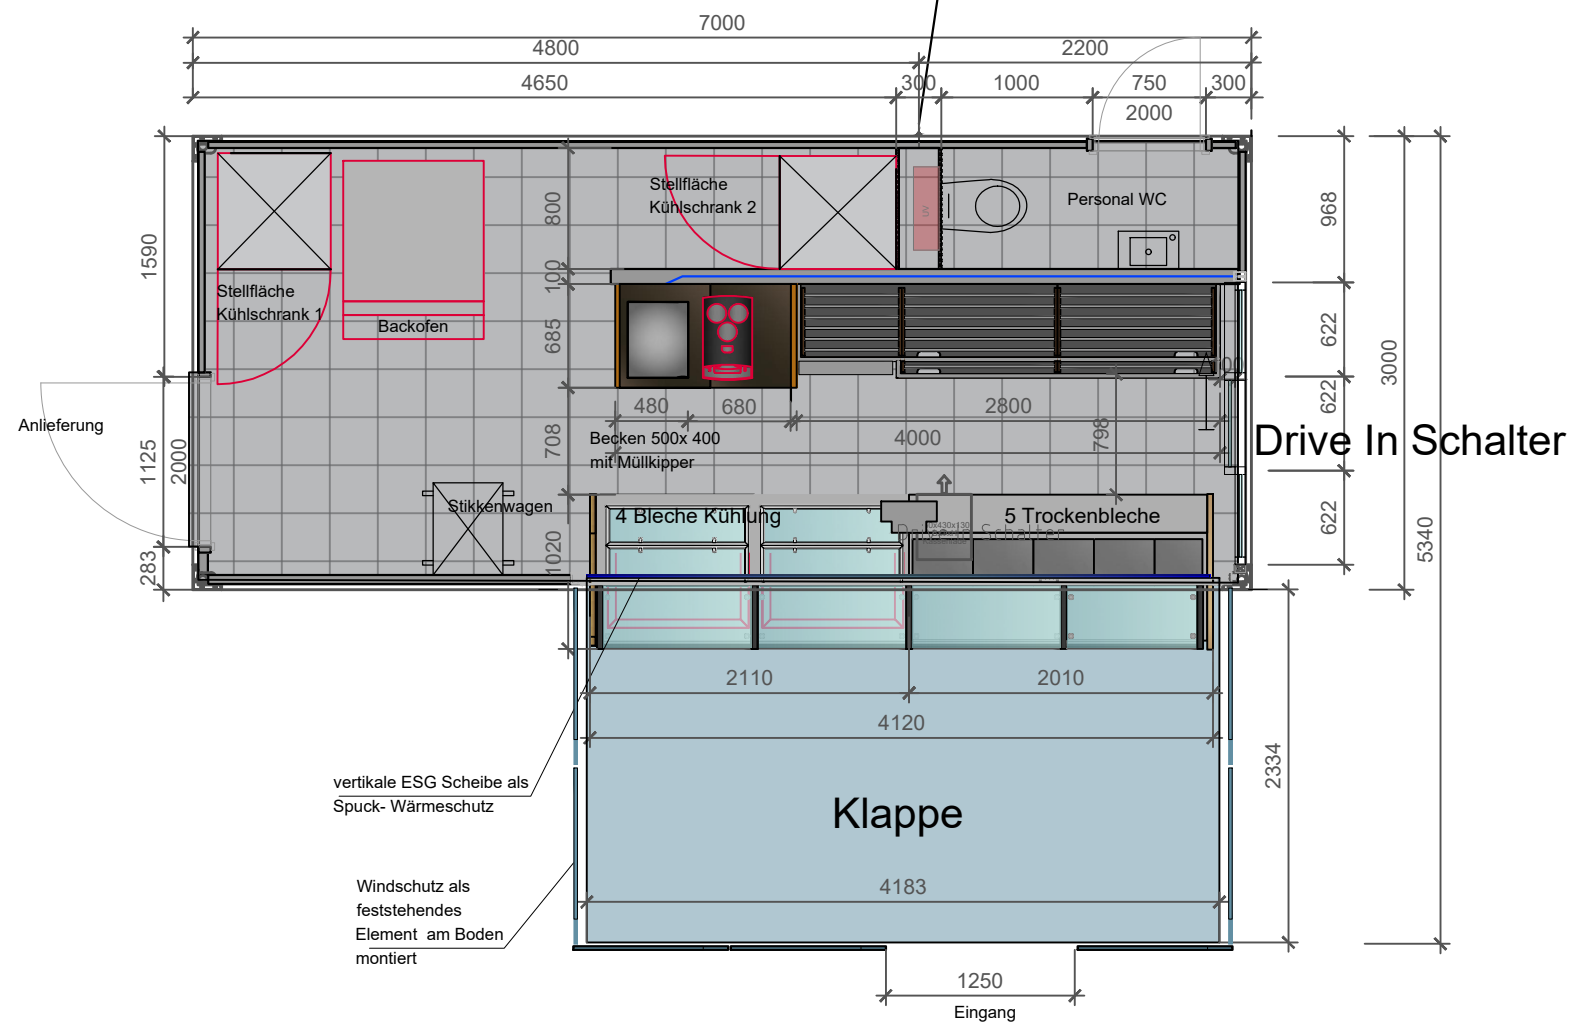 7000
4800
2200
4650
300
1000
750
300
2000
Stellfläche
Kühlschrank 2
Personal WC
800
968
1590
100
Stellfläche
Kühlschrank 1
Backofen
685
622
3000
480
680
2800
622
Anlieferung
Becken 500x 400
mit Müllkipper
4000
798
708
Drive In Schalter
1125
2000
Stikkenwagen
4 Bleche Kühlung
5 Trockenbleche
Drive In Schalter
622
5340
283
1020
2110
2010
4120
2334
vertikale ESG Scheibe als
Spuck- Wärmeschutz
Klappe
4183
Windschutz als
feststehendes
Element am Boden
montiert
1250
Eingang